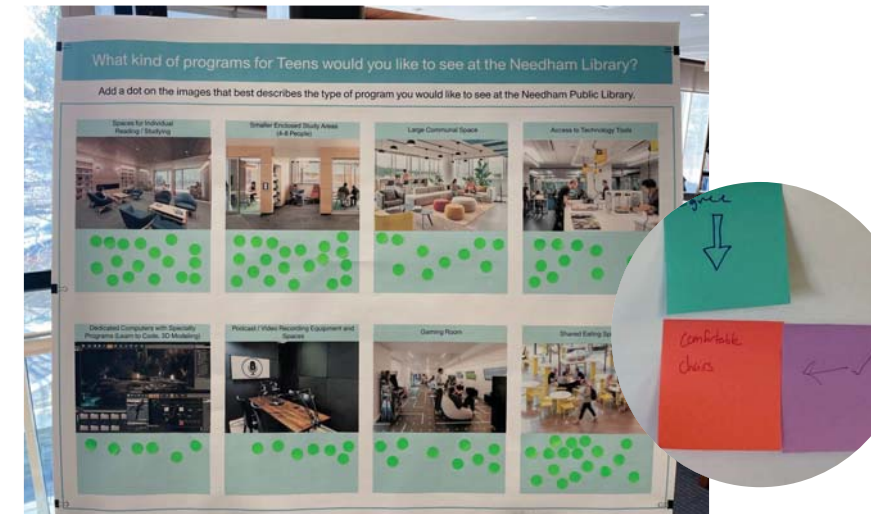 What kind of programs for Teens would you like to see at the Needham Library?
Add a dot on the images that best describes the type of program you would like to see at the Needham Public Library.
Spaces for Individual
Reading / Studying
Smaller Enclosed Study Areas
(4-8 People)
Large Communal Space
Access to Technology Tools
Dedicated Computers with Specialty
Programs (Learn to Code, 3D Modeling)
Podcast / Video Recording Equipment and
Spaces
Gaming Room
Shared Eating
comfortable
chairs